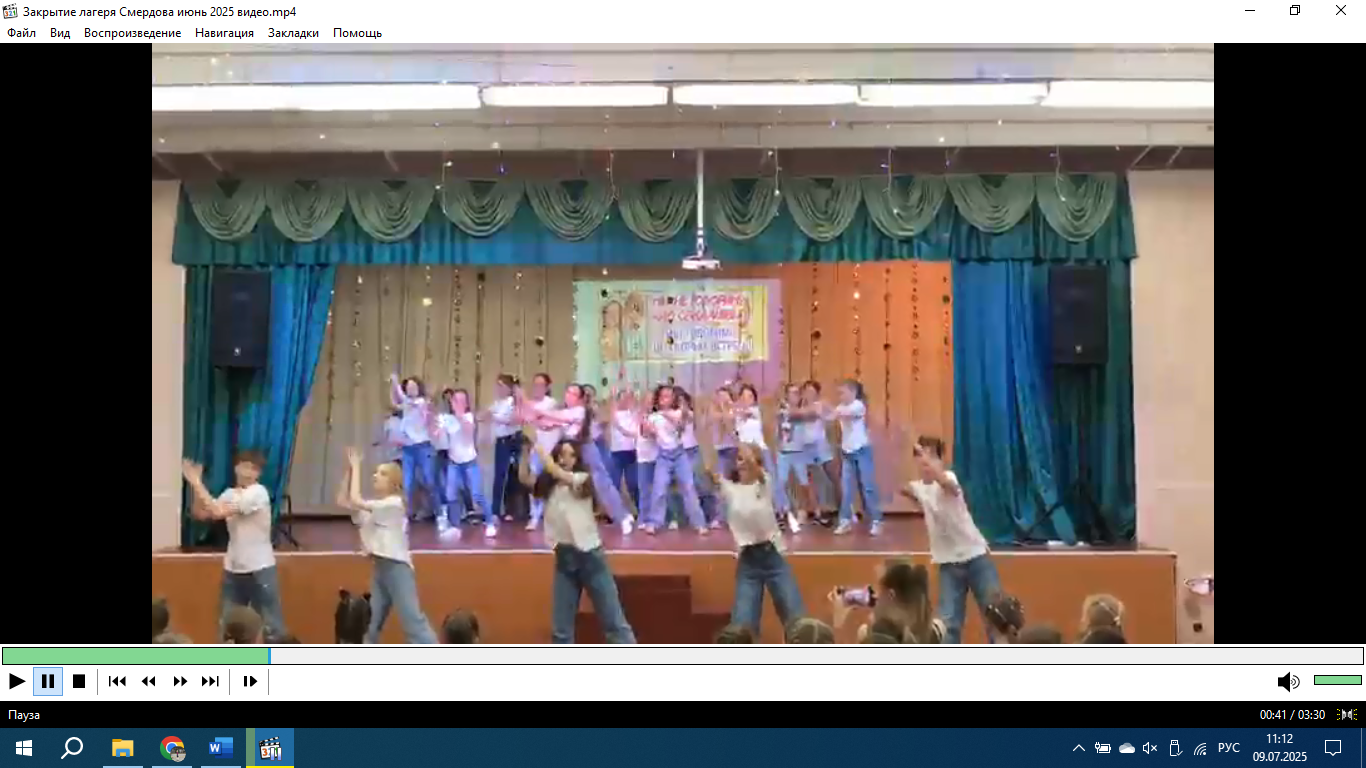 Закрытие лагеря Смердова июнь 2025 видео.mp4
Файл Вид Воспроизведение Навигация Закладки Помощь
Пауза
00:41 / 03:30
РУС
11:12
09.07.2025